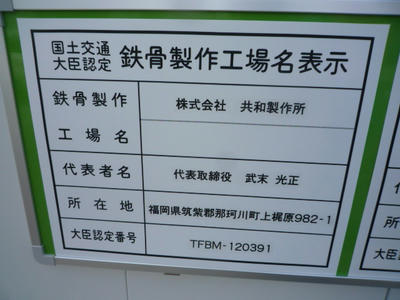 国土交通
大臣認定 鉄骨製作工場名表示
鉄骨製作 株式会社 共和製作所
工場名
代表者名 代表取締役 武末 光正
所在地 福岡県筑紫郡那珂川町上梶原982-1
大臣認定番号 TFBM-120391